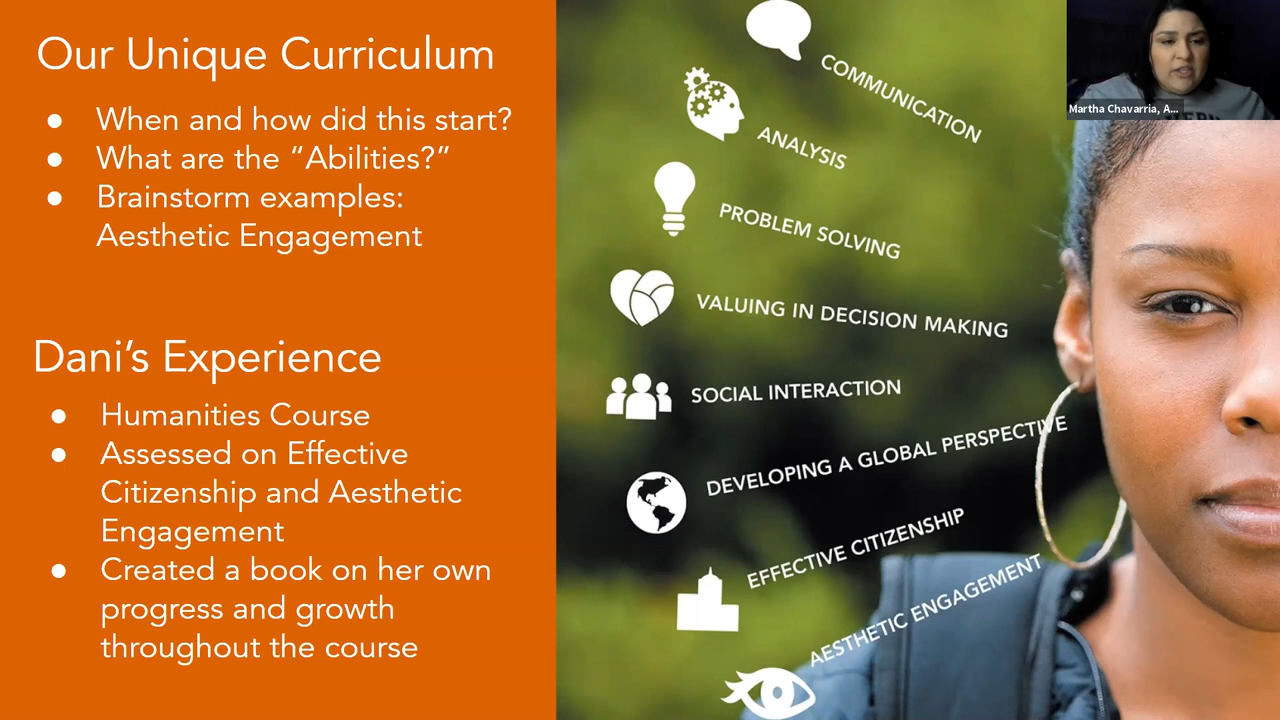 Our Unique Curriculum
● When and how did this start?
● What are the “Abilities?”
● Brainstorm examples:
Aesthetic Engagement
Dani’s Experience
● Humanities Course
● Assessed on Effective
Citizenship and Aesthetic
Engagement
● Created a book on her own
progress and growth
throughout the course
COMMUNICATION
ANALYSIS
PROBLEM SOLVING
VALUING IN DECISION MAKING
SOCIAL INTERACTION
DEVELOPING A GLOBAL PERSPECTIVE
EFFECTIVE CITIZENSHIP
AESTHETIC ENGAGEMENT
Martha Chavarria, A...